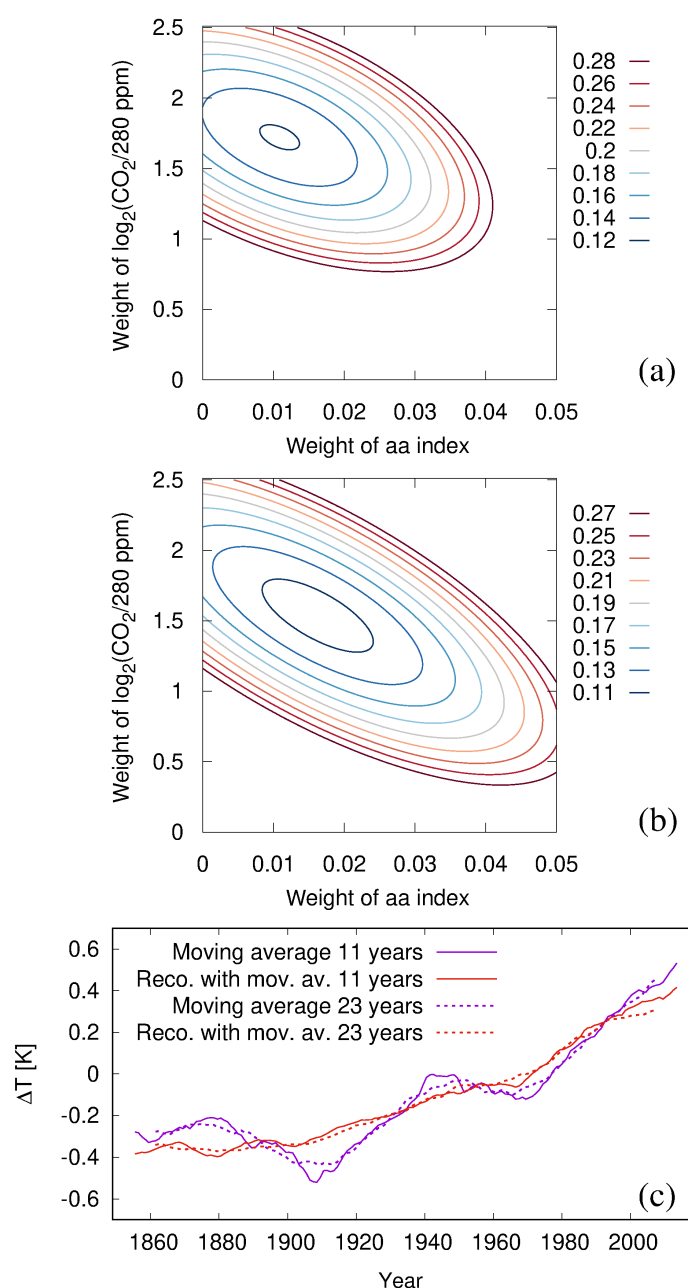 2.5
2
1.5
1
0.5
0
Weight of log2(CO2/280 ppm)
0.28
0.26
0.24
0.22
0.2
0.18
0.16
0.14
0.12
0 0.01 0.02 0.03 0.04 0.05
Weight of aa index
(a)
2.5
2
1.5
1
0.5
0
Weight of log2(CO2/280 ppm)
0.27
0.25
0.23
0.21
0.19
0.17
0.15
0.13
0.11
0 0.01 0.02 0.03 0.04 0.05
Weight of aa index
(b)
0.6
0.4
0.2
0
-0.2
-0.4
-0.6
ΔT [K]
Moving average 11 years
Reco. with mov. av. 11 years
Moving average 23 years
Reco. with mov. av. 23 years
(c)
1860 1880 1900 1920 1940 1960 1980 2000
Year